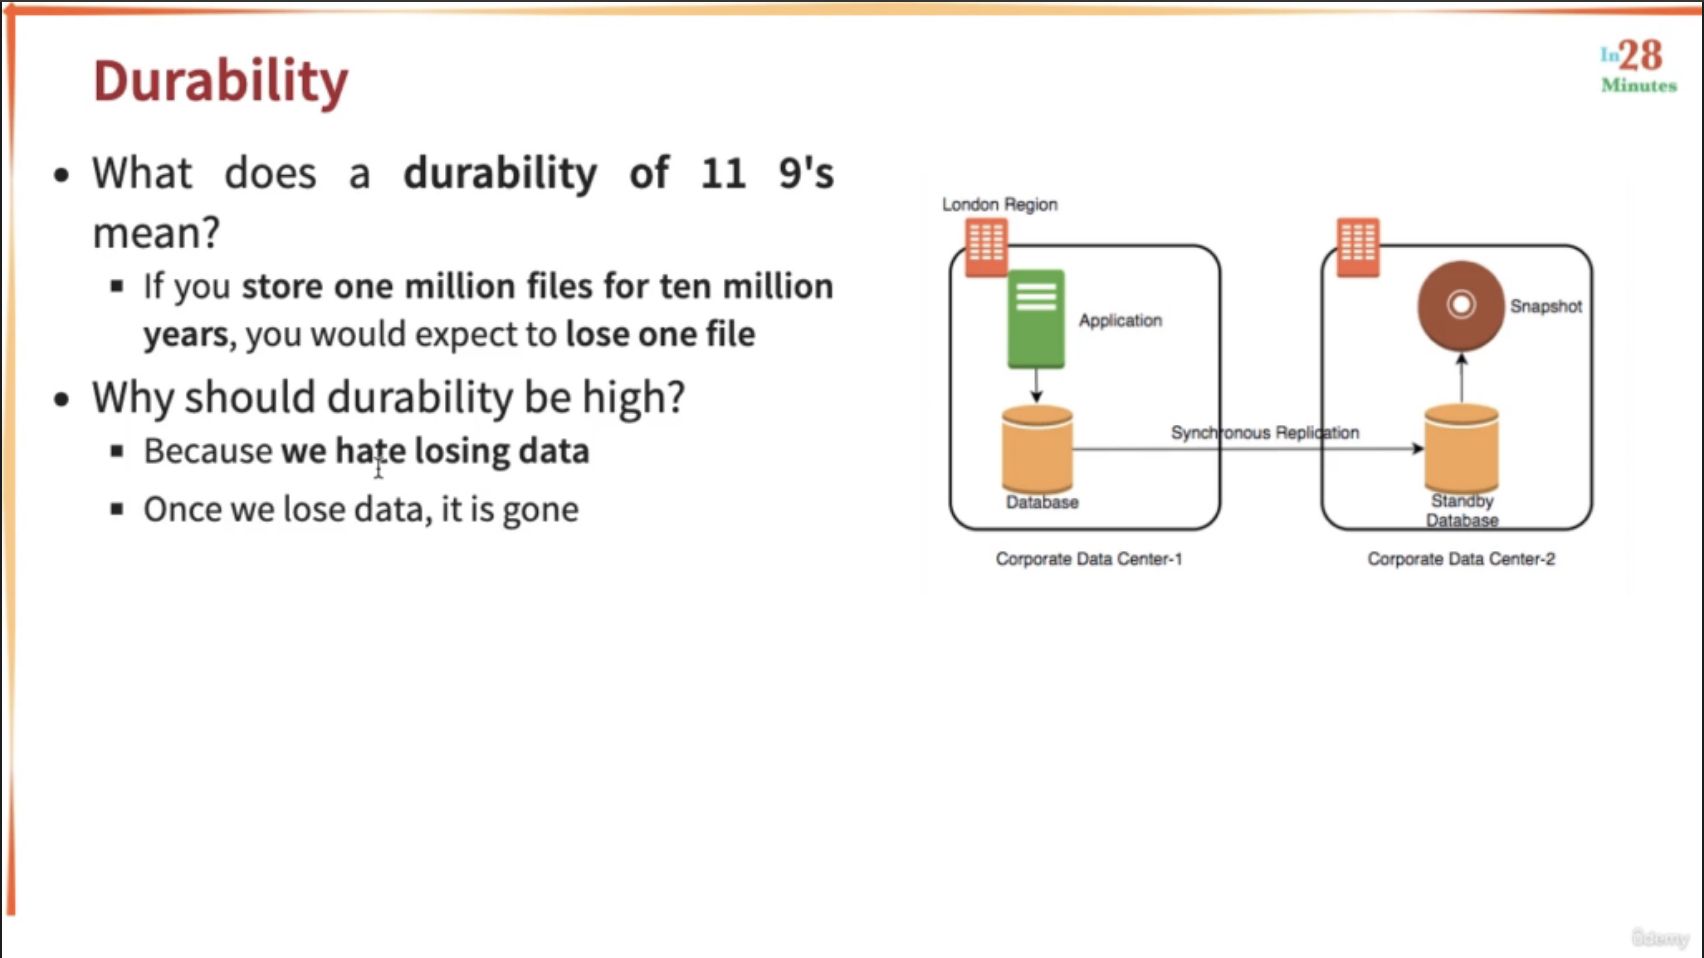 Durability
In28
Minutes
What does a durability of 11 9's
mean?
If you store one million files for ten million
years, you would expect to lose one file
Why should durability be high?
Because we hate losing data
Once we lose data, it is gone
London Region
Application
Database
Corporate Data Center-1
Synchronous Replication
Snapshot
Standby
Database
Corporate Data Center-2
ûdemy